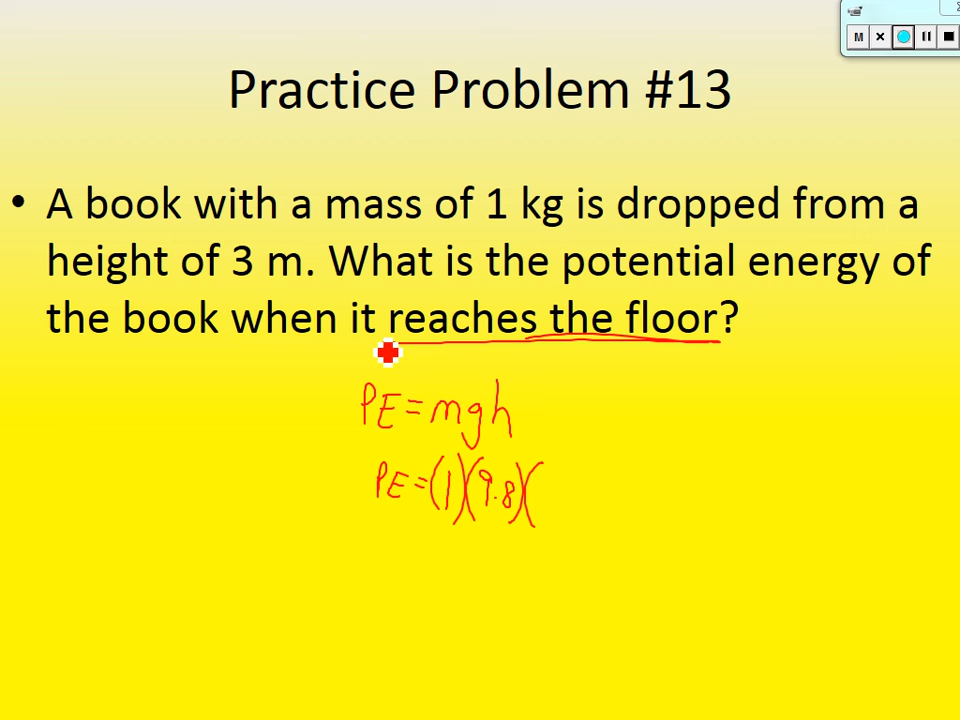 M
Practice Problem #13
• A book with a mass of 1 kg is dropped from a
height of 3 m. What is the potential energy of
the book when it reaches the floor?
PE = mgh
PE = (1)(9.8)(